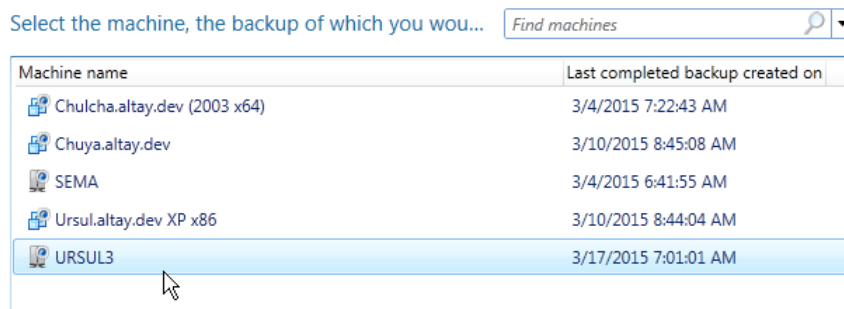 Select the machine, the backup of which you wou... Find machines
Machine name Last completed backup created on
Chulcha.altay.dev (2003 x64) 3/4/2015 7:22:43 AM
Chuya.altay.dev 3/10/2015 8:45:08 AM
SEMA 3/4/2015 6:41:55 AM
Ursul.altay.dev XP x86 3/10/2015 8:44:04 AM
URSUL3 3/17/2015 7:01:01 AM